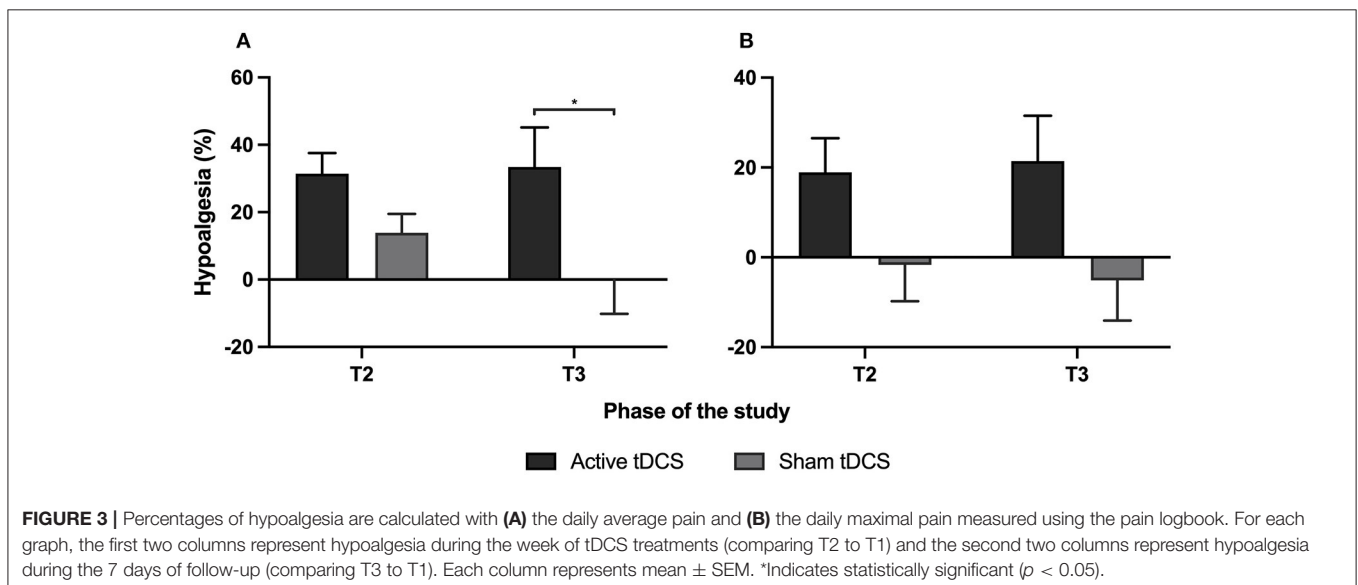 A
B
60
40
20
0
-20
Hypoalgesia (%)
*
T2
T3
40
20
0
-20
T2
T3
Phase of the study
Active tDCS
Sham tDCS
FIGURE 3 | Percentages of hypoalgesia are calculated with (A) the daily average pain and (B) the daily maximal pain measured using the pain logbook. For each
graph, the first two columns represent hypoalgesia during the week of tDCS treatments (comparing T2 to T1) and the second two columns represent hypoalgesia
during the 7 days of follow-up (comparing T3 to T1). Each column represents mean ± SEM. *Indicates statistically significant (p < 0.05).